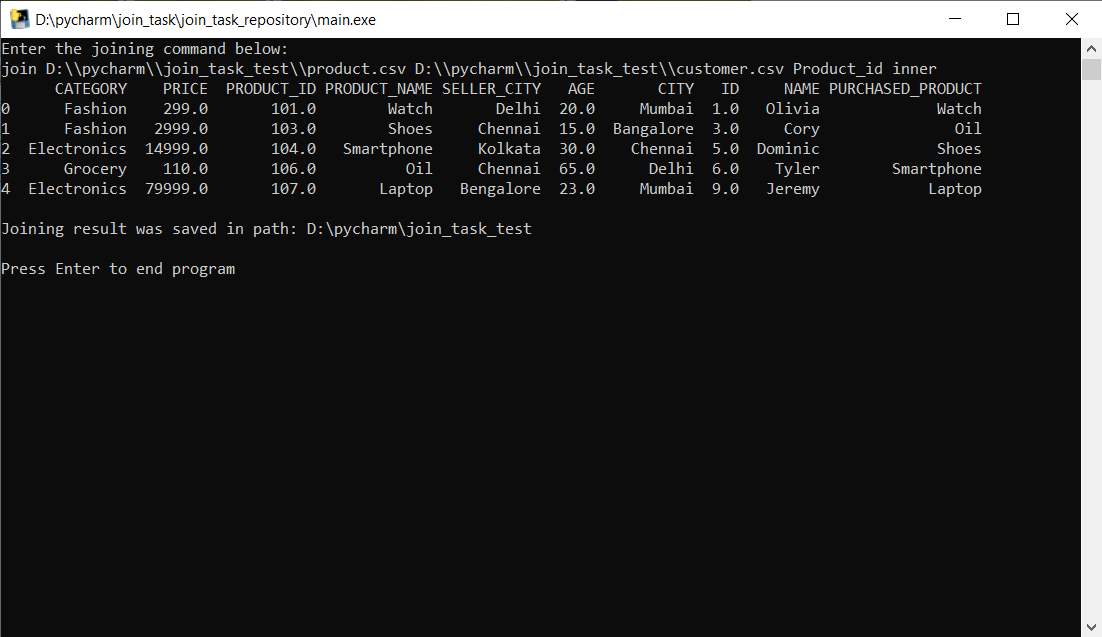 D:\pycharm\join_task\join_task_repository\main.exe
Enter the joining command below:
join D:\\pycharm\\join_task_test\\product.csv D:\\pycharm\\join_task_test\\customer.csv Product_id inner
      CATEGORY    PRICE  PRODUCT_ID PRODUCT_NAME SELLER_CITY   AGE       CITY   ID     NAME PURCHASED_PRODUCT
0      Fashion    299.0       101.0        Watch       Delhi  20.0     Mumbai  1.0   Olivia             Watch
1      Fashion   2999.0       103.0        Shoes     Chennai  15.0  Bangalore  3.0     Cory               Oil
2  Electronics  14999.0       104.0   Smartphone     Kolkata  30.0    Chennai  5.0  Dominic             Shoes
3      Grocery    110.0       106.0          Oil     Chennai  65.0      Delhi  6.0    Tyler        Smartphone
4  Electronics  79999.0       107.0       Laptop   Bengalore  23.0     Mumbai  9.0   Jeremy            Laptop
Joining result was saved in path: D:\pycharm\join_task_test
Press Enter to end program